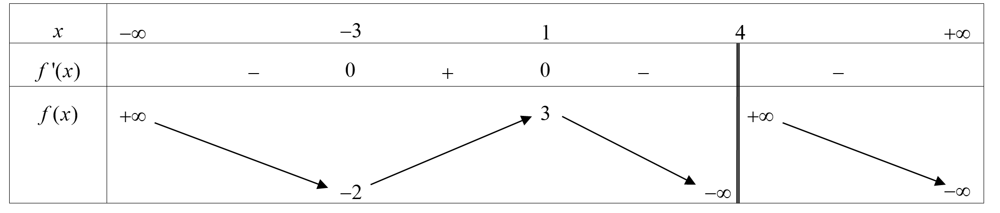 x −∞ −3 1 4 +∞
f '(x) − 0 + 0 − −
f (x) +∞ 3 +∞
−2 −∞ −∞